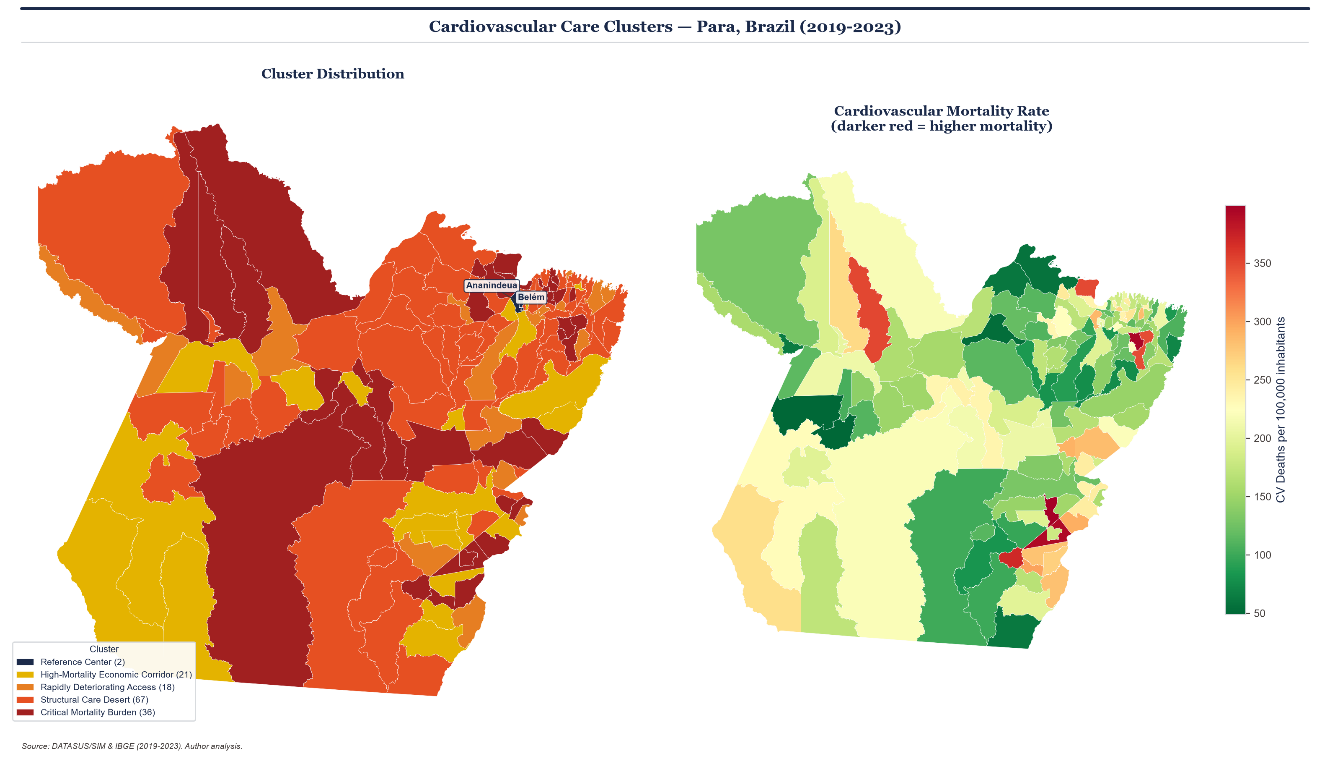 Cardiovascular Care Clusters — Para, Brazil (2019-2023)
Cluster Distribution
Cardiovascular Mortality Rate
(darker red = higher mortality)
Ananindeua
Belém
350
300
250
200
150
100
50
CV Deaths per 100,000 inhabitants
Cluster
Reference Center (2)
High-Mortality Economic Corridor (21)
Rapidly Deteriorating Access (18)
Structural Care Desert (67)
Critical Mortality Burden (36)
Source: DATASUS/SIM & IBGE (2019-2023). Author analysis.